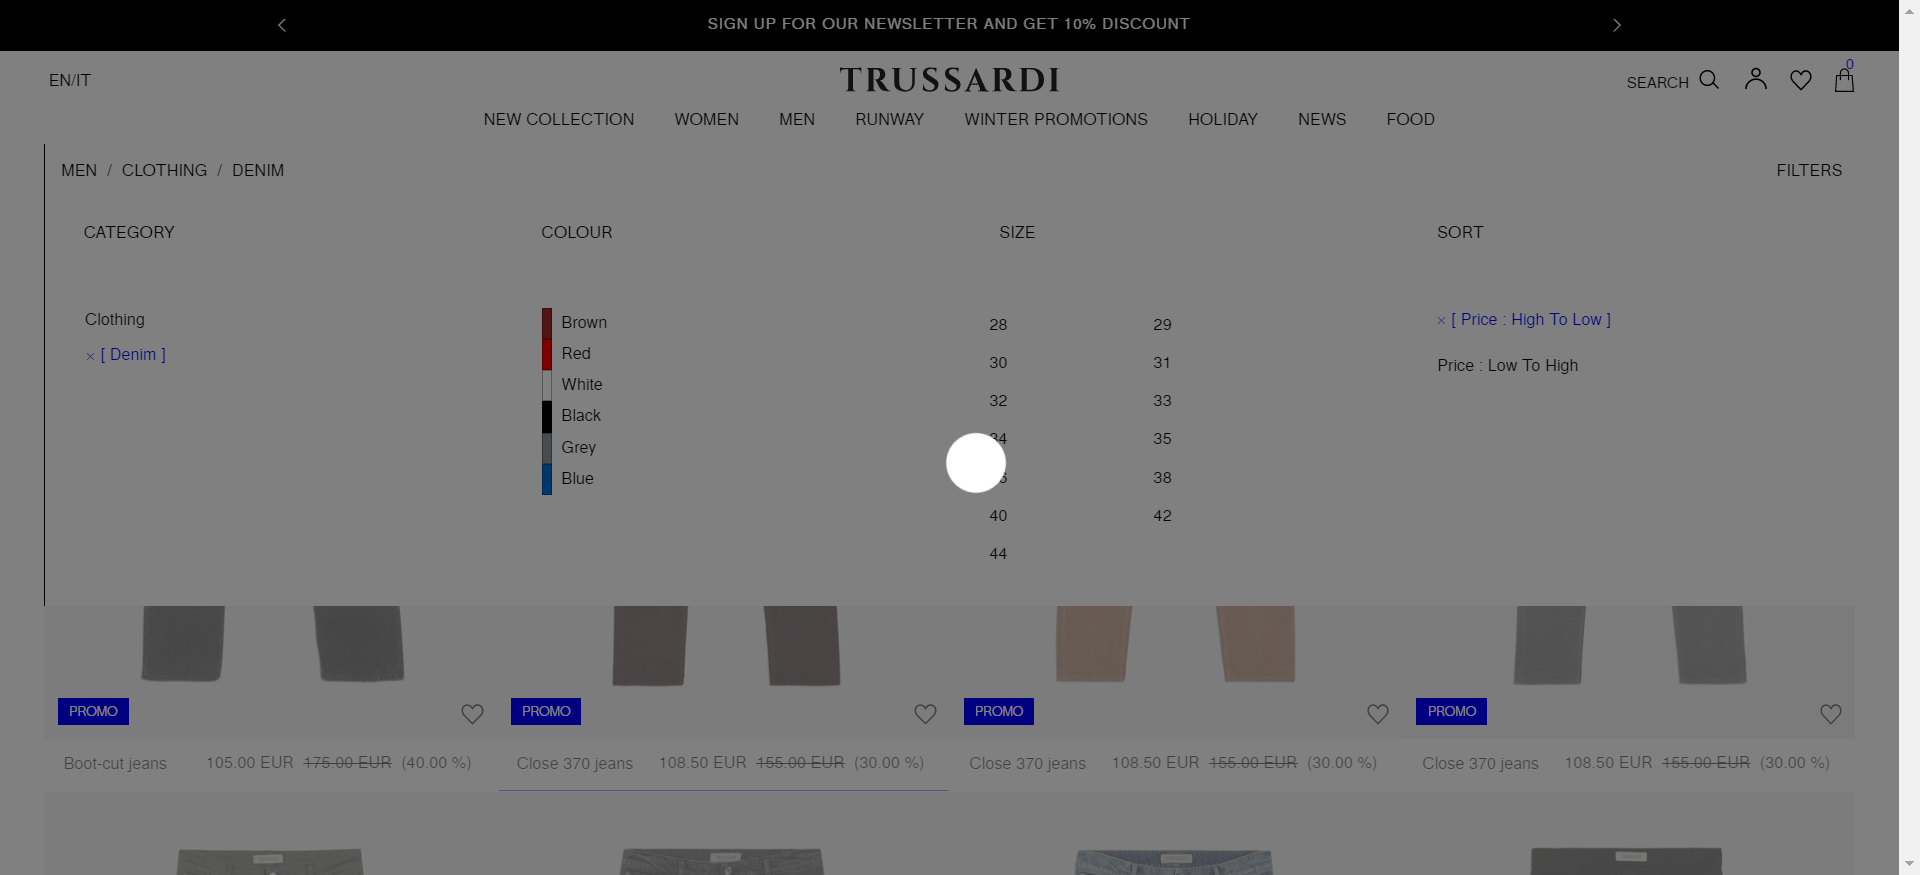 SIGN UP FOR OUR NEWSLETTER AND GET 10% DISCOUNT
EN/IT
TRUSSARDI
SEARCH
0
NEW COLLECTION WOMEN MEN RUNWAY WINTER PROMOTIONS HOLIDAY NEWS FOOD
MEN / CLOTHING / DENIM
FILTERS
CATEGORY
Clothing
× [ Denim ]
COLOUR
Brown
Red
White
Black
Grey
Blue
SIZE
28 29
30 31
32 33
34 35
38
40 42
44
SORT
× [ Price : High To Low ]
Price : Low To High
PROMO PROMO PROMO PROMO
Boot-cut jeans 105.00 EUR 175.00 EUR (40.00 %)
Close 370 jeans 108.50 EUR 155.00 EUR (30.00 %)
Close 370 jeans 108.50 EUR 155.00 EUR (30.00 %)
Close 370 jeans 108.50 EUR 155.00 EUR (30.00 %)